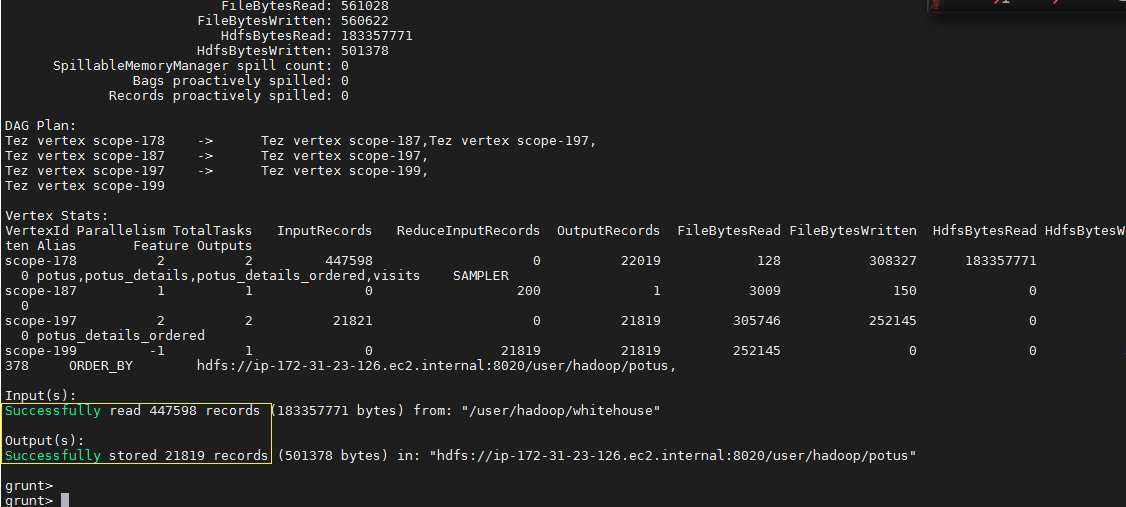 FileBytesRead: 561028
FileBytesWritten: 560622
HdfsBytesRead: 183357771
HdfsBytesWritten: 501378
SpillableMemoryManager spill count: 0
Bags proactively spilled: 0
Records proactively spilled: 0
DAG Plan:
Tez vertex scope-178    ->      Tez vertex scope-187,Tez vertex scope-197,
Tez vertex scope-187    ->      Tez vertex scope-197,
Tez vertex scope-197    ->      Tez vertex scope-199,
Tez vertex scope-199
Vertex Stats:
VertexId Parallelism TotalTasks   InputRecords   ReduceInputRecords  OutputRecords  FileBytesRead FileBytesWritten  HdfsBytesRead HdfsBytesW
ten Alias       Feature Outputs
scope-178             2          2         447598                    0          22019            128           308327      183357771
0 potus,potus_details,potus_details_ordered,visits    SAMPLER
scope-187             1          1              0                  200              1           3009              150              0
0
scope-197             2          2          21821                    0          21819         305746           252145              0
0 potus_details_ordered
scope-199            -1          1              0                21819          21819         252145                0              0
378     ORDER_BY        hdfs://ip-172-31-23-126.ec2.internal:8020/user/hadoop/potus,
Input(s):
Successfully read 447598 records (183357771 bytes) from: "/user/hadoop/whitehouse"
Output(s):
Successfully stored 21819 records (501378 bytes) in: "hdfs://ip-172-31-23-126.ec2.internal:8020/user/hadoop/potus"
grunt>
grunt>